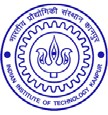 भारतीय प्रौद्योगिकी संस्थान कानपुर
INDIAN INSTITUTE OF TECHNOLOGY KANPUR